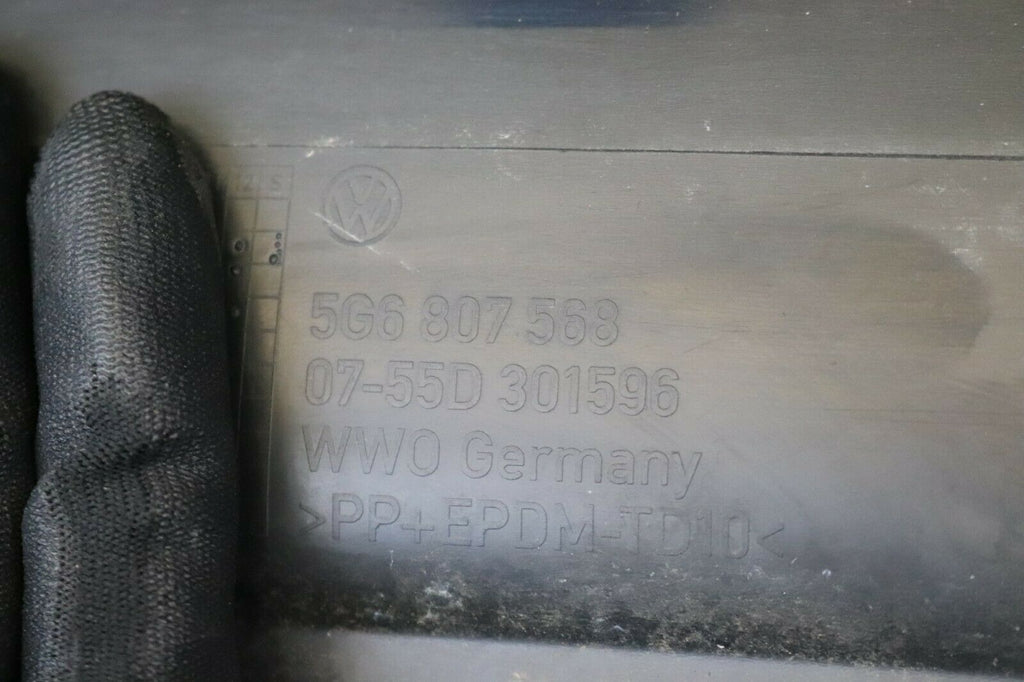 5G6 807 568
07-55D 301596
WWO Germany
>PP+EPDM-TD10<